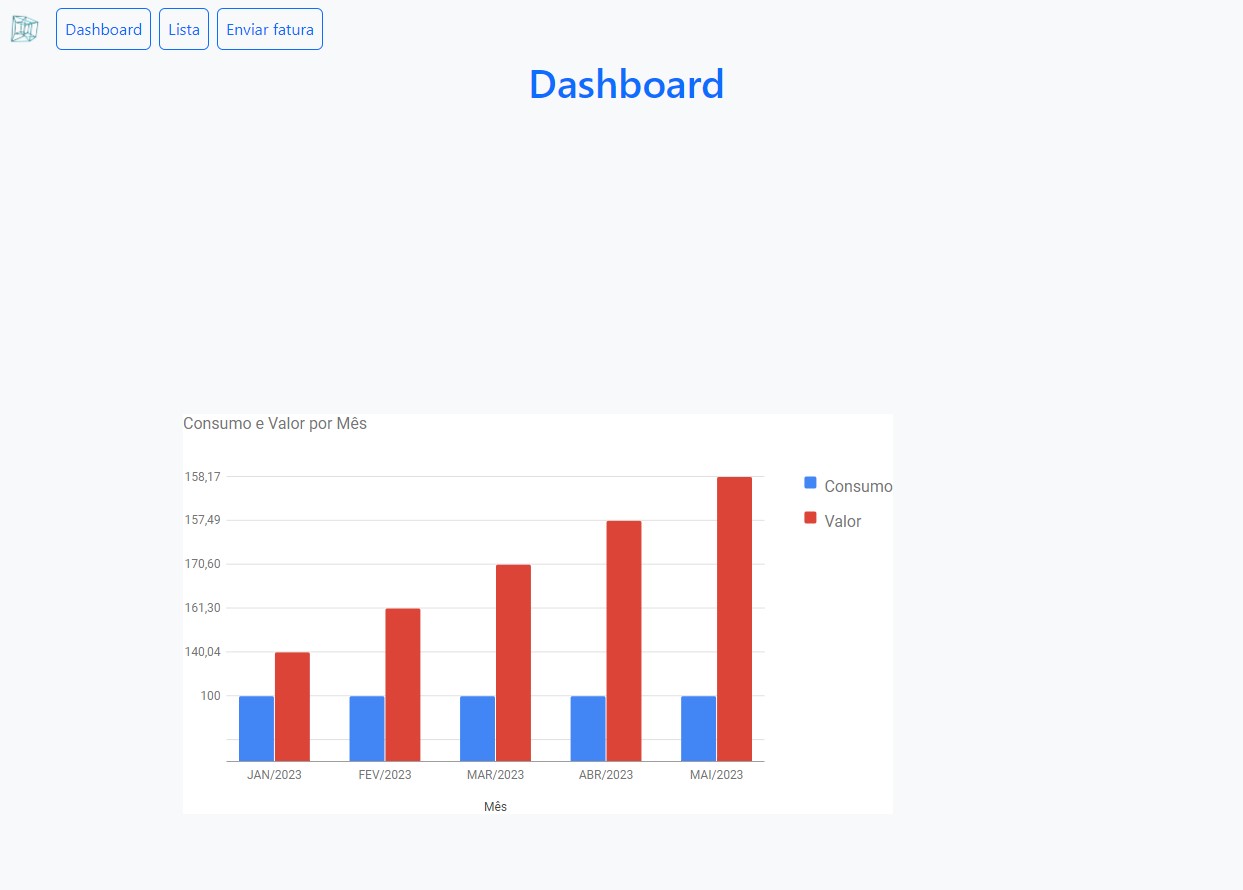 Dashboard Lista Enviar fatura
Dashboard
Consumo e Valor por Mês
158,17
157,49
170,60
161,30
140,04
100
Consumo
Valor
JAN/2023 FEV/2023 MAR/2023 ABR/2023 MAI/2023
Mês